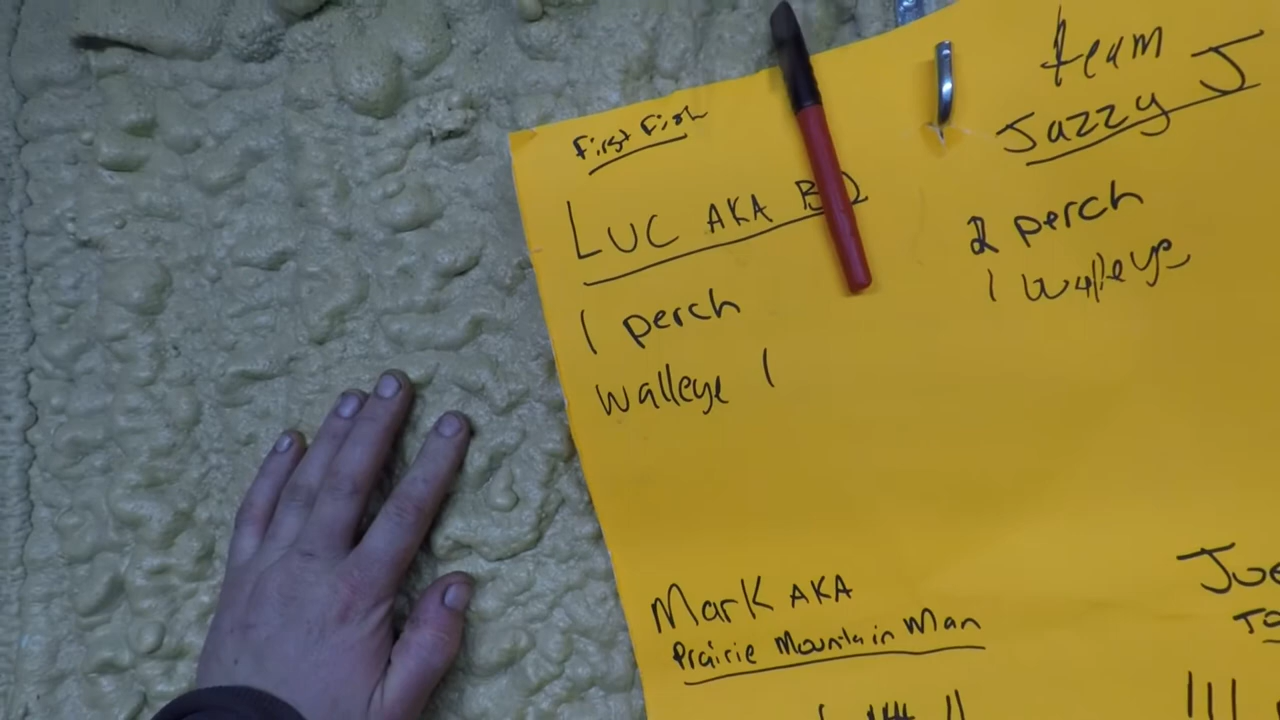 First Fish
LUC AKA
1 perch
walleye 1
team
Jazzy J
2 perch
1 walleye
Mark AKA
Prairie Mountain Man